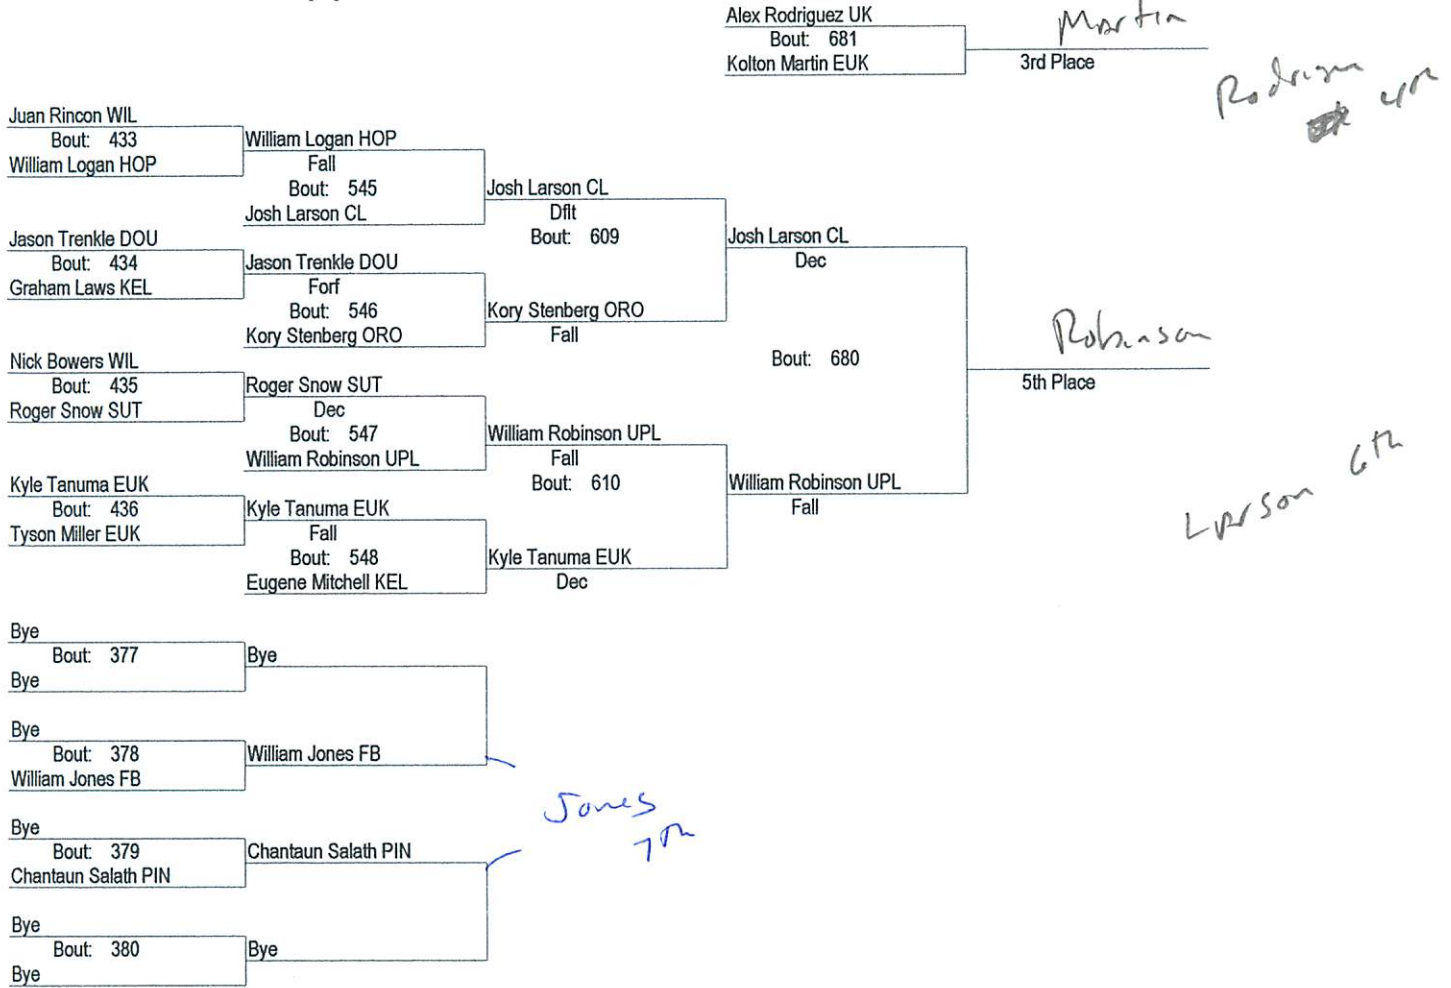 Alex Rodriguez UK
Bout: 681
Kolton Martin EUK
Martin
3rd Place
4th
Juan Rincon WIL
Bout: 433
William Logan HOP
William Logan HOP
Fall
Bout: 545
Josh Larson CL
Josh Larson CL
Dflt
Bout: 609
Jason Trenkle DOU
Bout: 434
Graham Laws KEL
Jason Trenkle DOU
Forf
Bout: 546
Kory Stenberg ORO
Kory Stenberg ORO
Fall
Josh Larson CL
Dec
Bout: 680
Nick Bowers WIL
Bout: 435
Roger Snow SUT
Roger Snow SUT
Dec
Bout: 547
William Robinson UPL
William Robinson UPL
Fall
Bout: 610
Kyle Tanuma EUK
Bout: 436
Tyson Miller EUK
Kyle Tanuma EUK
Fall
Bout: 548
Eugene Mitchell KEL
Kyle Tanuma EUK
Dec
William Robinson UPL
Fall
Robinson
5th Place
Larson 6th
Bye
Bout: 377
Bye
Bye
Bye
Bout: 378
William Jones FB
William Jones FB
Bye
Bout: 379
Chantaun Salath PIN
Chantaun Salath PIN
Bye
Bout: 380
Bye
Bye
Jones
7th